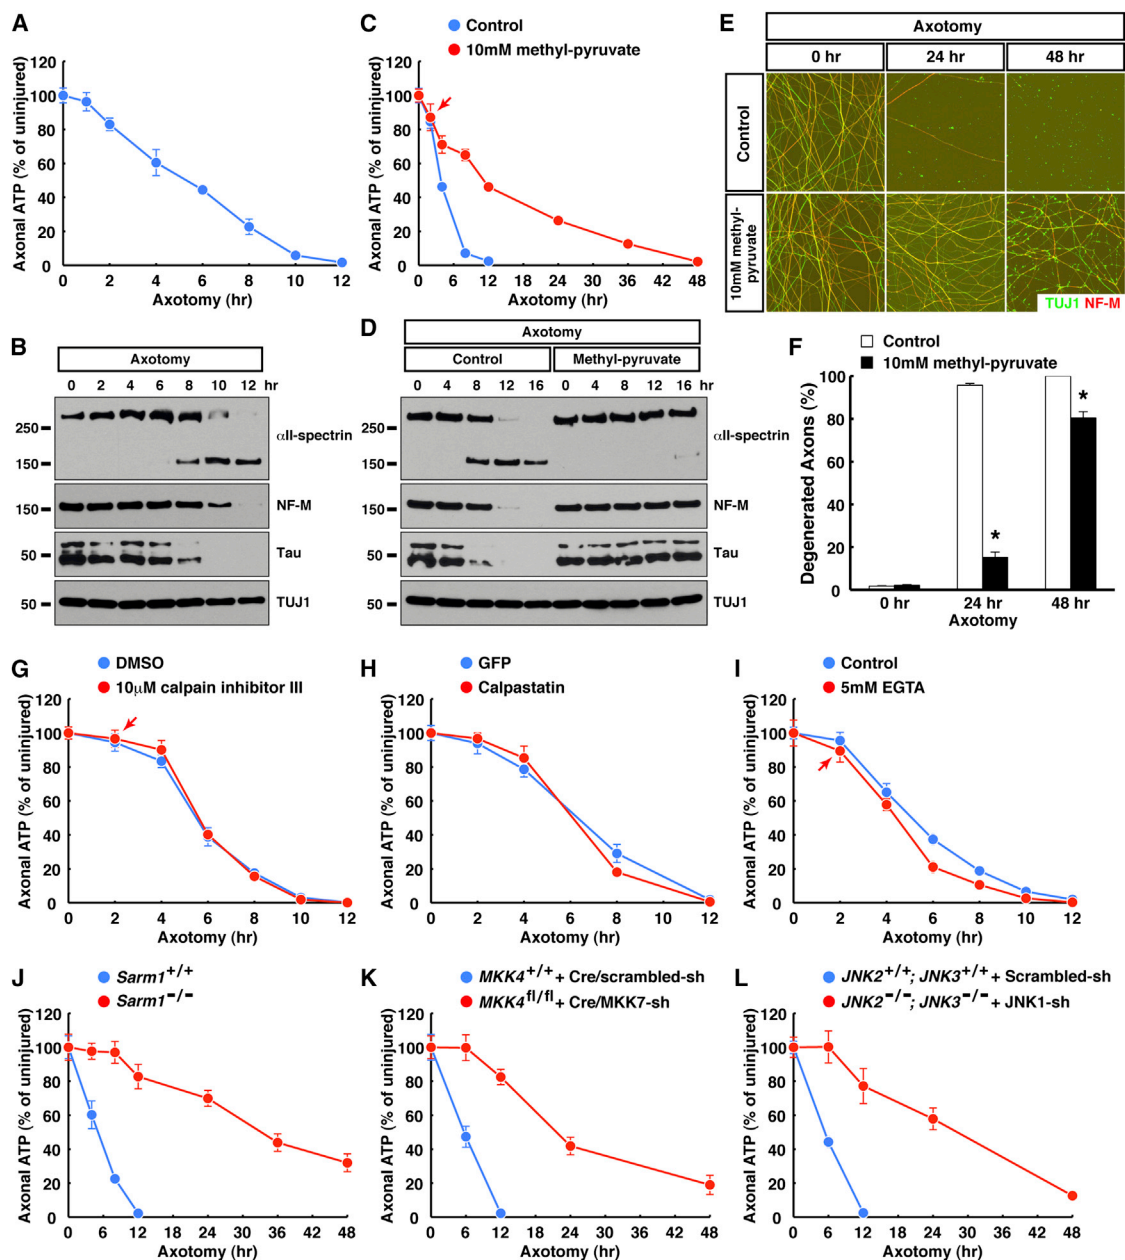 A
120
100
80
60
40
20
0
Axonal ATP (% of uninjured)
0 2 4 6 8 10 12
Axotomy (hr)
C
Control
10mM methyl-pyruvate
120
100
80
60
40
20
0
Axonal ATP (% of uninjured)
0 6 12 18 24 30 36 42 48
Axotomy (hr)
E
Axotomy
0 hr 24 hr 48 hr
Control
10mM methyl-
pyruvate
TUJ1 NF-M
B
Axotomy
0 2 4 6 8 10 12 hr
250
150
αII-spectrin
150
NF-M
50
Tau
50
TUJ1
D
Axotomy
Control Methyl-pyruvate
0 4 8 12 16 0 4 8 12 16 hr
250
150
αII-spectrin
150
NF-M
50
Tau
50
TUJ1
F
Control
10mM methyl-pyruvate
100
80
60
40
20
0
Degenerated Axons (%)
*
*
0 hr 24 hr 48 hr
Axotomy
G
DMSO
10μM calpain inhibitor III
120
100
80
60
40
20
0
Axonal ATP (% of uninjured)
0 2 4 6 8 10 12
Axotomy (hr)
H
GFP
Calpastatin
120
100
80
60
40
20
0
Axonal ATP (% of uninjured)
0 2 4 6 8 10 12
Axotomy (hr)
I
Control
5mM EGTA
120
100
80
60
40
20
0
Axonal ATP (% of uninjured)
0 2 4 6 8 10 12
Axotomy (hr)
J
Sarm1+/+
Sarm1−/−
120
100
80
60
40
20
0
Axonal ATP (% of uninjured)
0 6 12 18 24 30 36 42 48
Axotomy (hr)
K
MKK4+/+ + Cre/scrambled-sh
MKK4fl/fl + Cre/MKK7-sh
120
100
80
60
40
20
0
Axonal ATP (% of uninjured)
0 6 12 18 24 30 36 42 48
Axotomy (hr)
L
JNK2+/+; JNK3+/+ + Scrambled-sh
JNK2−/−; JNK3−/− + JNK1-sh
120
100
80
60
40
20
0
Axonal ATP (% of uninjured)
0 6 12 18 24 30 36 42 48
Axotomy (hr)